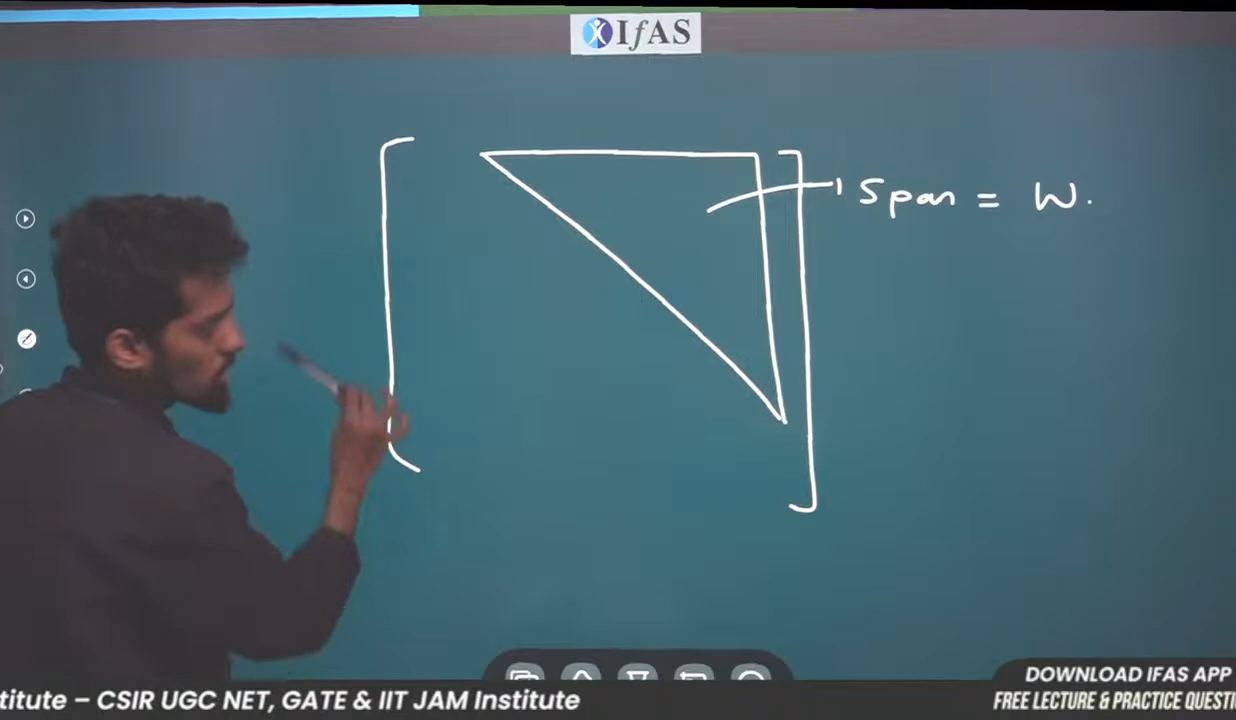 IfAS
Span = W.
titute – CSIR UGC NET, GATE & IIT JAM Institute
DOWNLOAD IFAS APP
FREE LECTURE & PRACTICE QUESTI